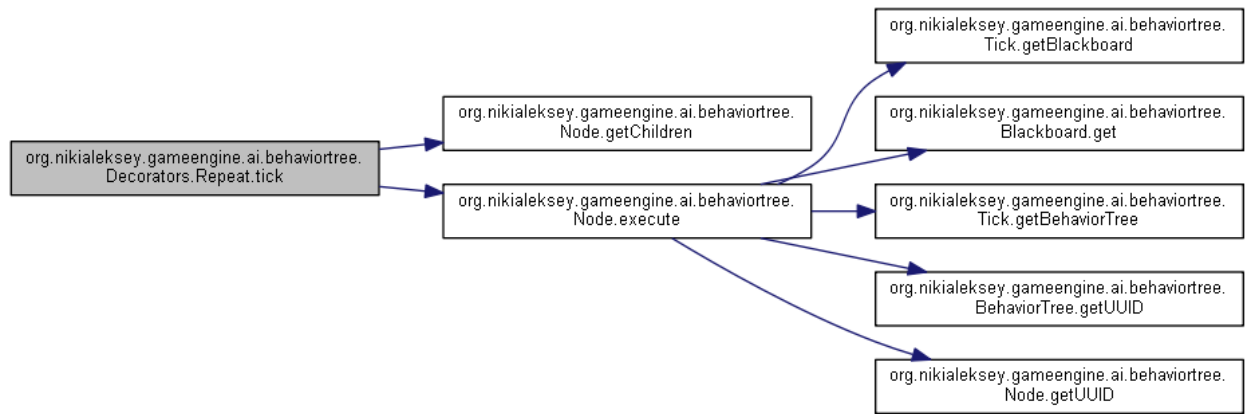 org.nikialeksey.gameengine.ai.behaviortree.
Decorators.Repeat.tick
org.nikialeksey.gameengine.ai.behaviortree.
Node.getChildren
org.nikialeksey.gameengine.ai.behaviortree.
Node.execute
org.nikialeksey.gameengine.ai.behaviortree.
Tick.getBlackboard
org.nikialeksey.gameengine.ai.behaviortree.
Blackboard.get
org.nikialeksey.gameengine.ai.behaviortree.
Tick.getBehaviorTree
org.nikialeksey.gameengine.ai.behaviortree.
BehaviorTree.getUUID
org.nikialeksey.gameengine.ai.behaviortree.
Node.getUUID